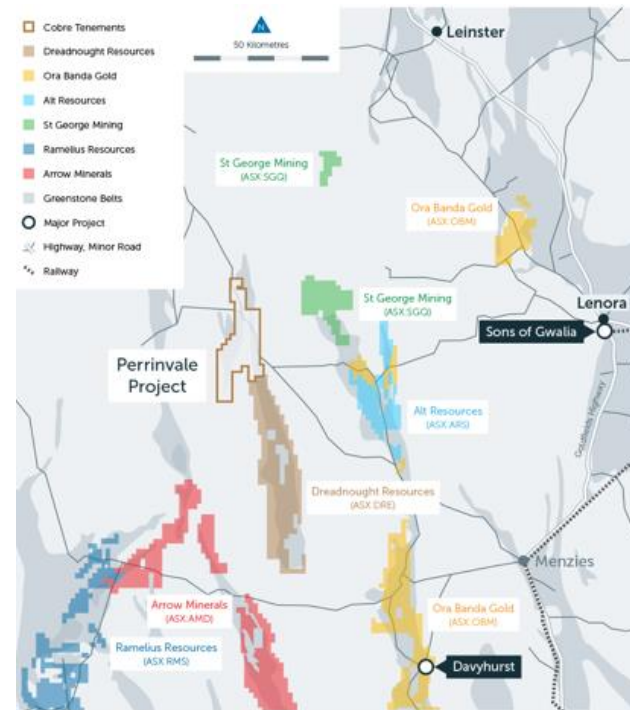 Cobre Tenements
Dreadnought Resources
Ora Banda Gold
Alt Resources
St George Mining
Ramelius Resources
Arrow Minerals
Greenstone Belts
Major Project
Highway, Minor Road
Railway
N
50 Kilometres
Leinster
St George Mining
(ASX:SGQ)
Ora Banda Gold
(ASX:OBM)
St George Mining
(ASX:SGQ)
Lenora
Sons of Gwalia
Perrinvale
Project
Alt Resources
(ASX:ARS)
Goldfields Highway
Dreadnought Resources
(ASX:DRE)
Menzies
Arrow Minerals
(ASX:AMD)
Ora Banda Gold
(ASX:OBM)
Ramelius Resources
(ASX:RMS)
Davyhurst